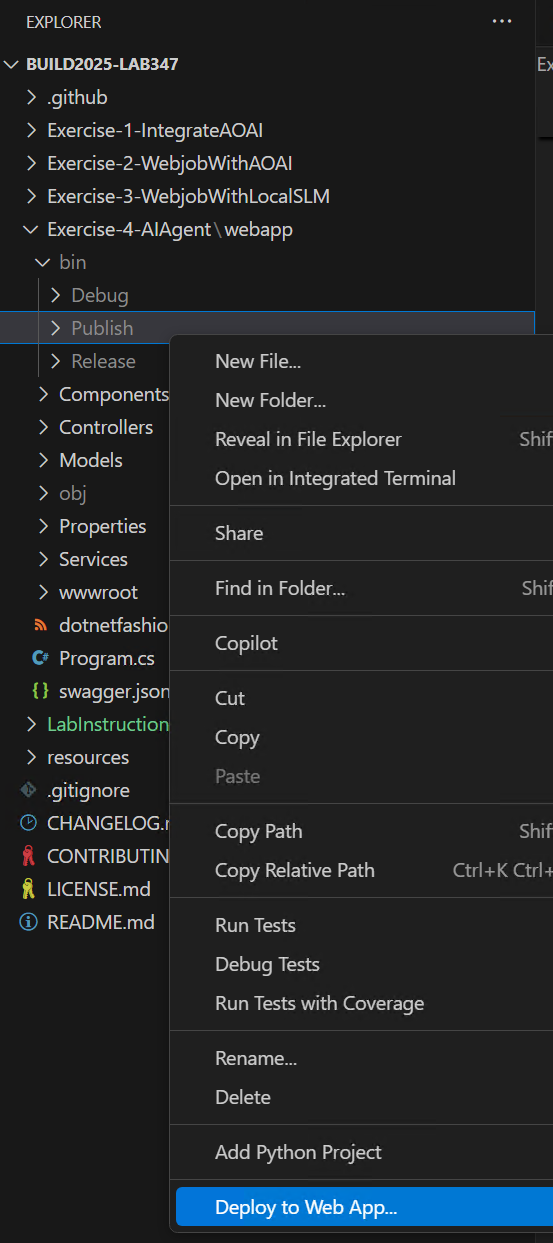 EXPLORER
BUILD2025-LAB347
.github
Exercise-1-IntegrateAOAI
Exercise-2-WebjobWithAOAI
Exercise-3-WebjobWithLocalSLM
Exercise-4-AIAgent\webapp
bin
Debug
Publish
Release
Components
Controllers
Models
obj
Properties
Services
wwwroot
dotnetfashio
Program.cs
swagger.json
LabInstruction
resources
.gitignore
CHANGELOG.
CONTRIBUTIN
LICENSE.md
README.md
New File...
New Folder...
Reveal in File Explorer Shif
Open in Integrated Terminal
Share
Find in Folder... Shif
Copilot
Cut
Copy
Paste
Copy Path Shif
Copy Relative Path Ctrl+K Ctrl+
Run Tests
Debug Tests
Run Tests with Coverage
Rename...
Delete
Add Python Project
Deploy to Web App...
Ex